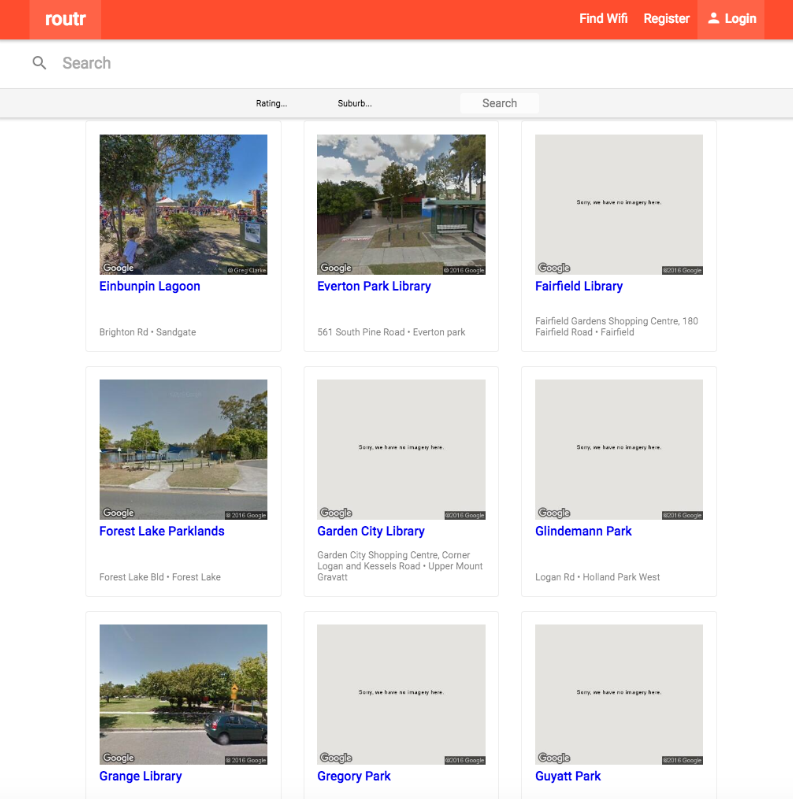 routr
Find Wifi Register Login
Search
Rating... Suburb... Search
Google © Greg Clarke
Google © 2016 Google
Sorry, we have no imagery here.
Google ©2016 Google
Einbunpin Lagoon
Everton Park Library
Fairfield Library
Brighton Rd • Sandgate
561 South Pine Road • Everton park
Fairfield Gardens Shopping Centre, 180
Fairfield Road • Fairfield
Google © 2016 Google
Sorry, we have no imagery here.
Google ©2016 Google
Sorry, we have no imagery here.
Google ©2016 Google
Forest Lake Parklands
Garden City Library
Glindemann Park
Forest Lake Bld • Forest Lake
Garden City Shopping Centre, Corner
Logan and Kessels Road • Upper Mount
Gravatt
Logan Rd • Holland Park West
Google © 2016 Google
Sorry, we have no imagery here.
Google ©2016 Google
Sorry, we have no imagery here.
Google ©2016 Google
Grange Library
Gregory Park
Guyatt Park